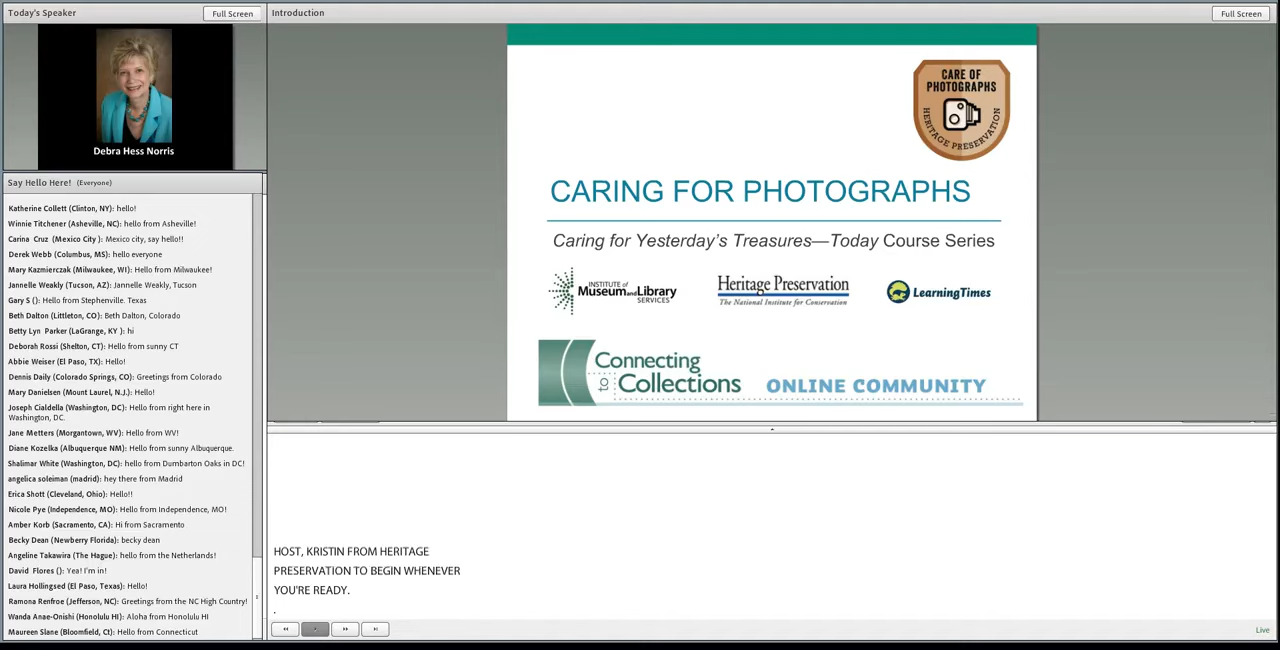 Today's Speaker
Full Screen
Debra Hess Norris
Say Hello Here! (Everyone)
Katherine Collett (Clinton, NY): hello!
Winnie Titchener (Asheville, NC): hello from Asheville!
Carina Cruz (Mexico City ): Mexico city, say hello!!
Derek Webb (Columbus, MS): hello everyone
Mary Kazmierczak (Milwaukee, WI): Hello from Milwaukee!
Jannelle Weakly (Tucson, AZ): Jannelle Weakly, Tucson
Gary S (): Hello from Stephenville. Texas
Beth Dalton (Littleton, CO): Beth Dalton, Colorado
Betty Lyn Parker (LaGrange, KY ): hi
Deborah Rossi (Shelton, CT): Hello from sunny CT
Abbie Weiser (El Paso, TX): Hello!
Dennis Daily (Colorado Springs, CO): Greetings from Colorado
Mary Danielsen (Mount Laurel, N.J.): Hello!
Joseph Cialdella (Washington, DC): Hello from right here in
Washington, DC.
Jane Metters (Morgantown, WV): Hello from WV!
Diane Kozelka (Albuquerque NM): Hello from sunny Albuquerque.
Shalimar White (Washington, DC): hello from Dumbarton Oaks in DC!
angelica soleiman (madrid): hey there from Madrid
Erica Shott (Cleveland, Ohio): Hello!!
Nicole Pye (Independence, MO): Hello from Independence, MO!
Amber Korb (Sacramento, CA): Hi from Sacramento
Becky Dean (Newberry Florida): becky dean
Angeline Takawira (The Hague): hello from the Netherlands!
David Flores (): Yea! I'm in!
Laura Hollingsed (El Paso, Texas): Hello!
Ramona Renfroe (Jefferson, NC): Greetings from the NC High Country!
Wanda Anae-Onishi (Honolulu HI): Aloha from Honolulu HI
Maureen Slane (Bloomfield, Ct): Hello from Connecticut
Introduction
Full Screen
CARE OF
PHOTOGRAPHS
HERITAGE PRESERVATION
CARING FOR PHOTOGRAPHS
Caring for Yesterday's Treasures—Today Course Series
INSTITUTE of
Museum and Library
SERVICES
Heritage Preservation
The National Institute for Conservation
LearningTimes
Connecting
to Collections
ONLINE COMMUNITY
HOST, KRISTIN FROM HERITAGE
PRESERVATION TO BEGIN WHENEVER
YOU'RE READY.
.
Live